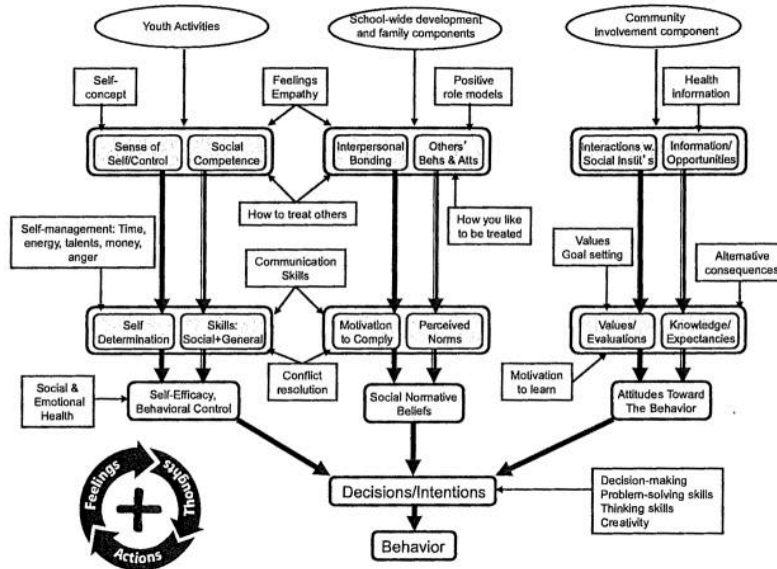 Youth Activities
School-wide development
and family components
Community
Involvement component
Self-
concept
Feelings
Empathy
Positive
role models
Health
information
Sense of
Self/Control
Social
Competence
Interpersonal
Bonding
Others'
Behs & Atts
Interactions w.
Social Instit's
Information/
Opportunities
How to treat others
How you like
to be treated
Self-management: Time,
energy, talents, money,
anger
Communication
Skills
Values
Goal setting
Alternative
consequences
Self
Determination
Skills:
Social+General
Motivation
to Comply
Perceived
Norms
Values/
Evaluations
Knowledge/
Expectancies
Social &
Emotional
Health
Self-Efficacy,
Behavioral Control
Conflict
resolution
Social Normative
Beliefs
Motivation
to learn
Attitudes Toward
The Behavior
Feelings
Thoughts
Actions
Decisions/Intentions
Decision-making
Problem-solving skills
Thinking skills
Creativity
Behavior